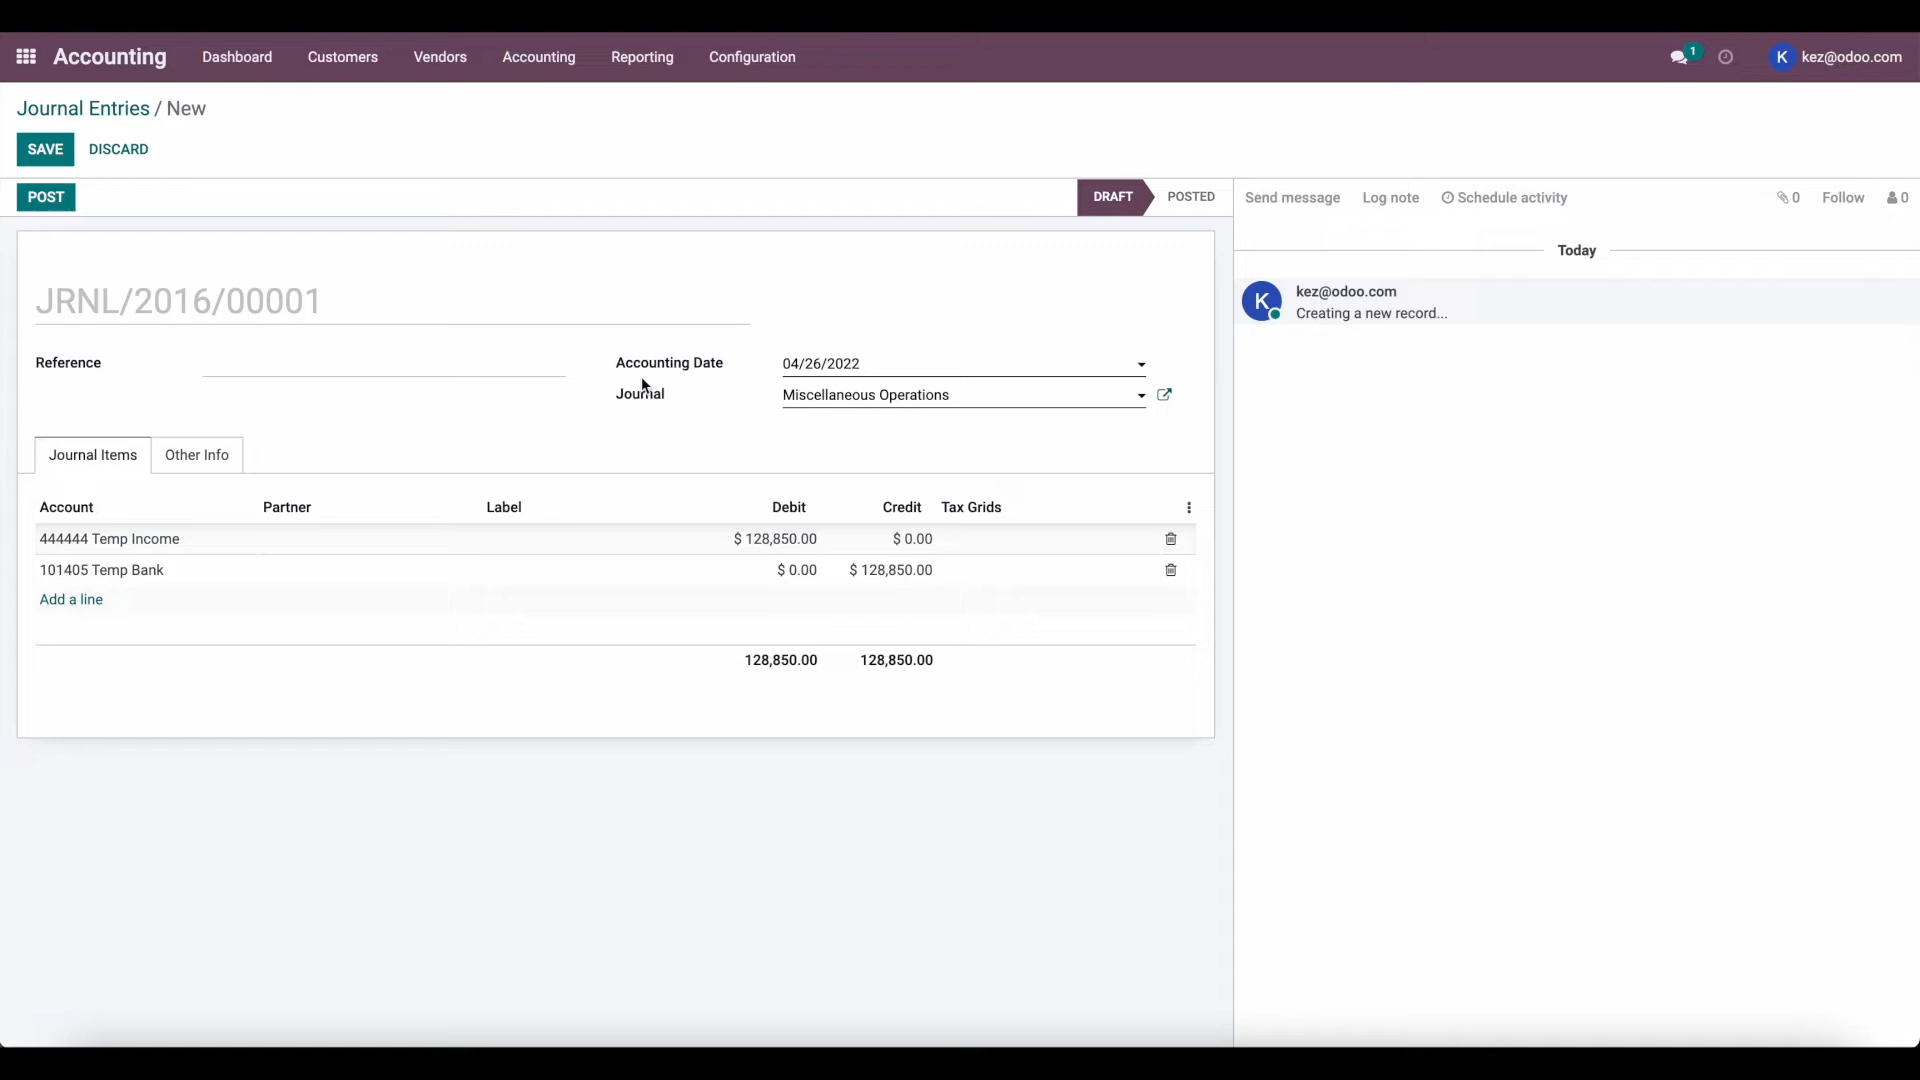 Accounting Dashboard Customers Vendors Accounting Reporting Configuration 1 K kez@odoo.com
Journal Entries / New
SAVE DISCARD
POST DRAFT POSTED Send message Log note Schedule activity 0 Follow 0
Today
JRNL/2016/00001
K kez@odoo.com
Creating a new record...
Reference Accounting Date 04/26/2022
Journal Miscellaneous Operations
Journal Items Other Info
Account Partner Label Debit Credit Tax Grids
444444 Temp Income $ 128,850.00 $ 0.00
101405 Temp Bank $ 0.00 $ 128,850.00
Add a line
128,850.00 128,850.00